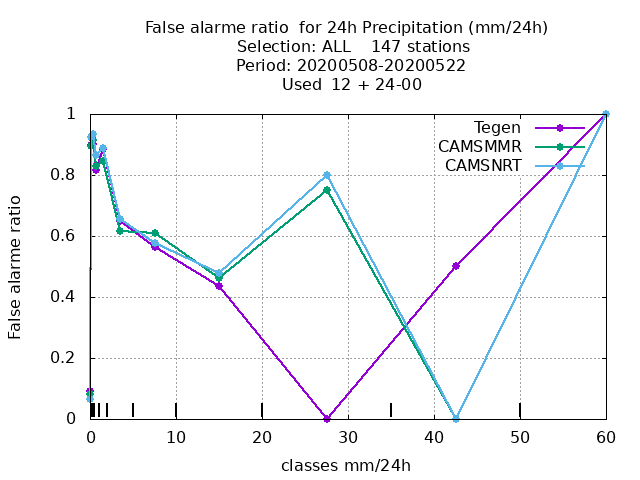 False alarme ratio  for 24h Precipitation (mm/24h)
Selection: ALL    147 stations
Period: 20200508-20200522
Used  12 + 24-00
Tegen
CAMSMMR
CAMSNRT
1
0.8
0.6
0.4
0.2
0
False alarme ratio
0 10 20 30 40 50 60
classes mm/24h